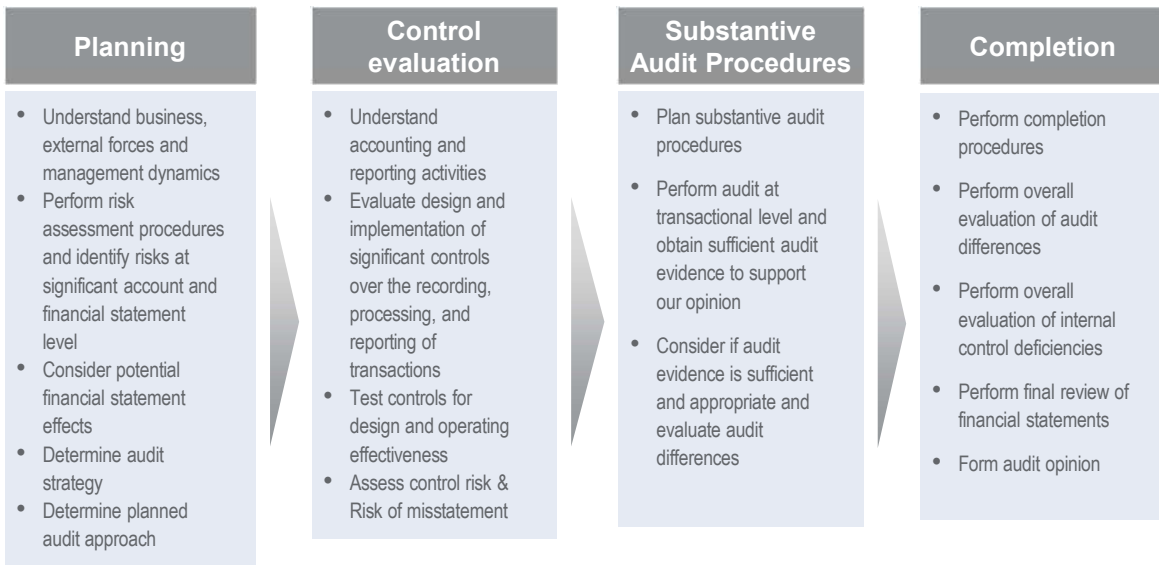 Planning
• Understand business,
external forces and
management dynamics
• Perform risk
assessment procedures
and identify risks at
significant account and
financial statement
level
• Consider potential
financial statement
effects
• Determine audit
strategy
• Determine planned
audit approach
Control
evaluation
• Understand
accounting and
reporting activities
• Evaluate design and
implementation of
significant controls
over the recording,
processing, and
reporting of
transactions
• Test controls for
design and operating
effectiveness
• Assess control risk &
Risk of misstatement
Substantive
Audit Procedures
• Plan substantive audit
procedures
• Perform audit at
transactional level and
obtain sufficient audit
evidence to support
our opinion
• Consider if audit
evidence is sufficient
and appropriate and
evaluate audit
differences
Completion
• Perform completion
procedures
• Perform overall
evaluation of audit
differences
• Perform overall
evaluation of internal
control deficiencies
• Perform final review of
financial statements
• Form audit opinion